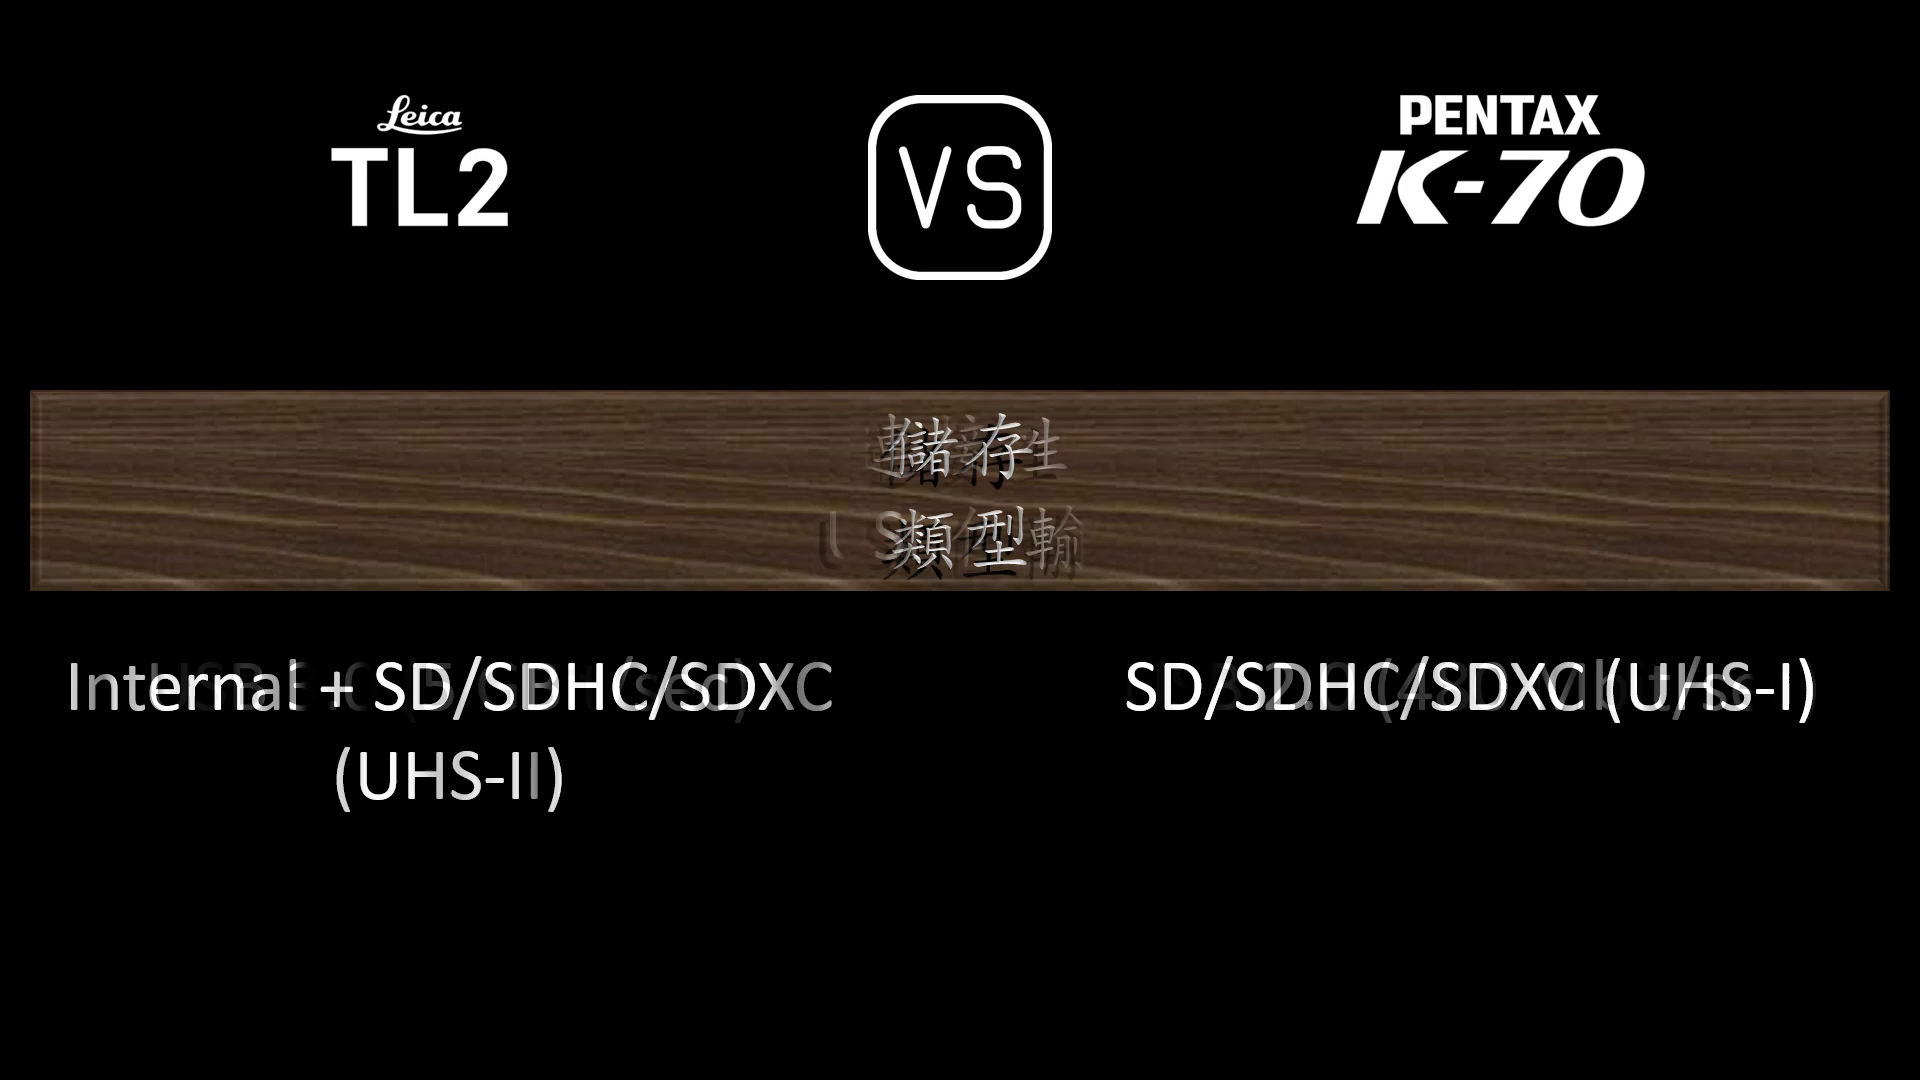 Leica
TL2
VS
PENTAX
K-70
儲存
類型
Internal + SD/SDHC/SDXC
(UHS-II)
SD/SDHC/SDXC (UHS-I)